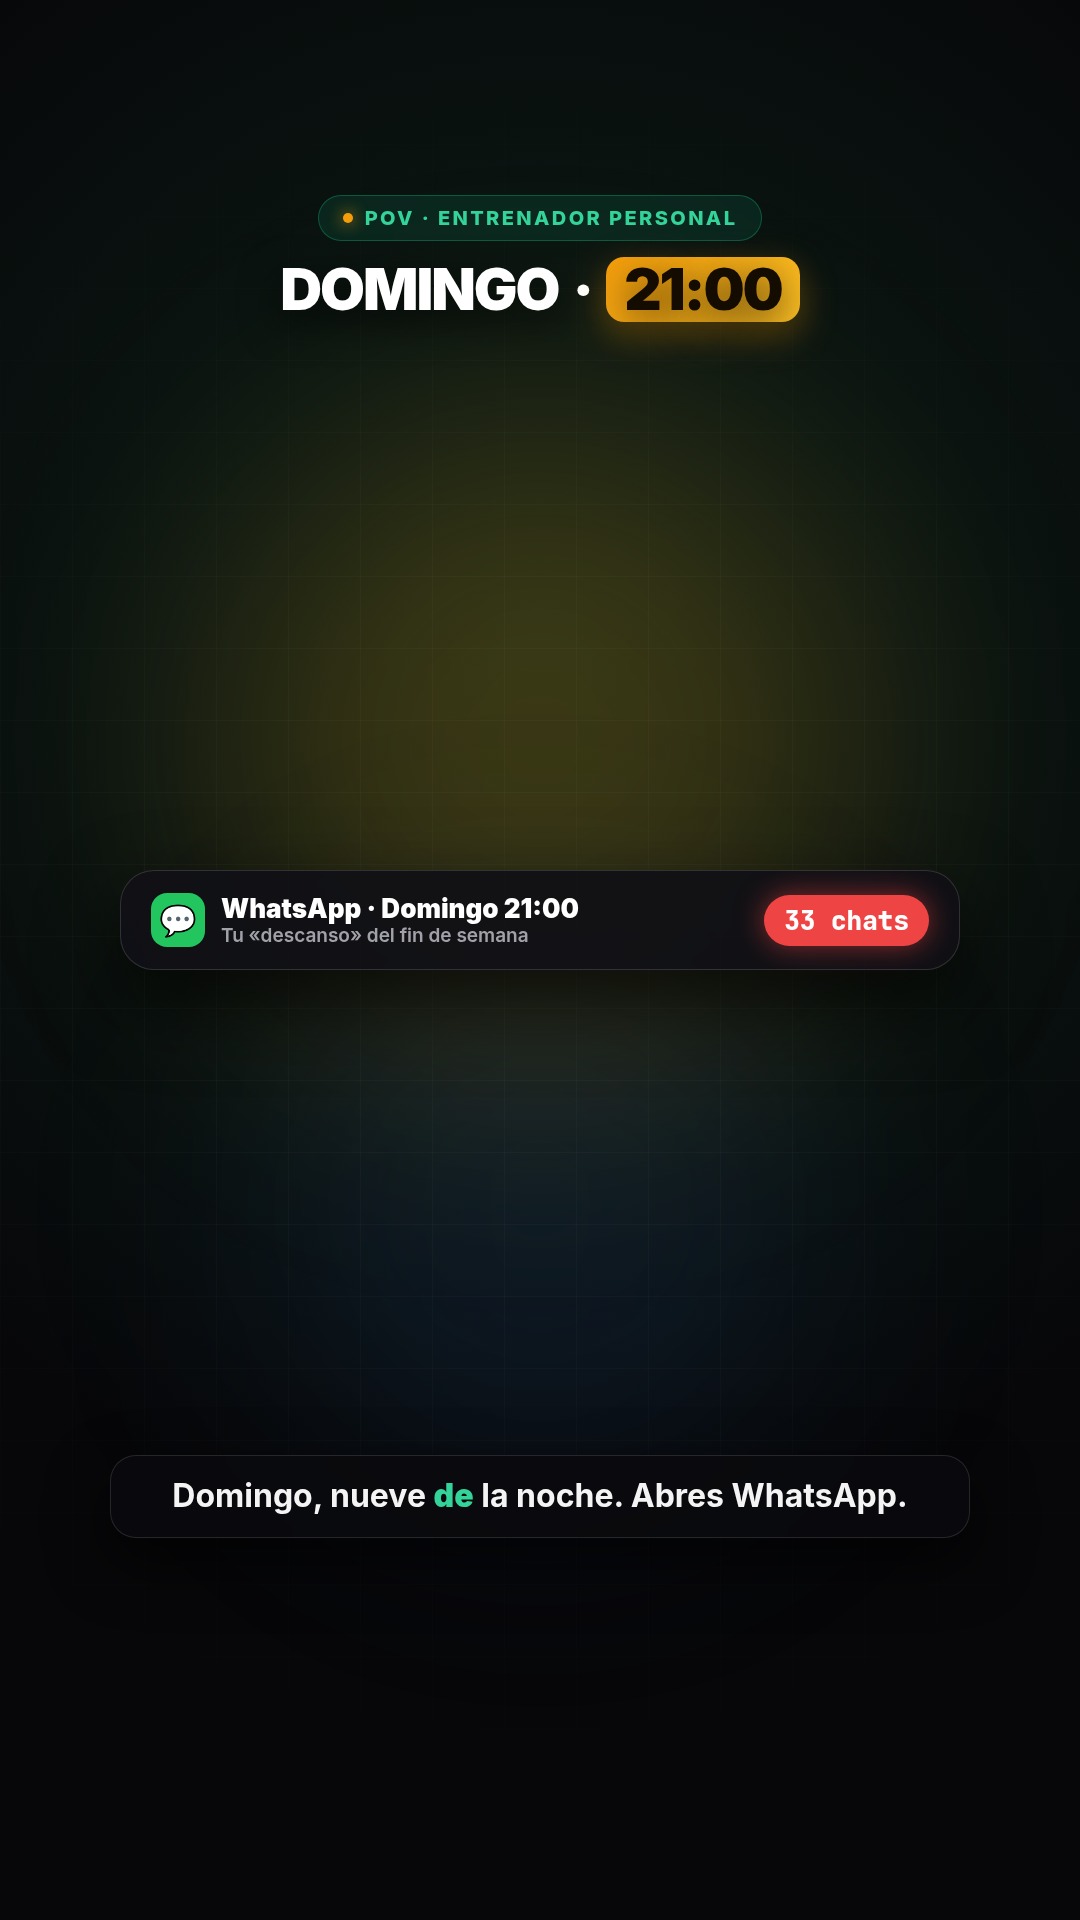 POV · ENTRENADOR PERSONAL
DOMINGO · 21:00
WhatsApp · Domingo 21:00
Tu «descanso» del fin de semana
33 chats
Domingo, nueve de la noche. Abres WhatsApp.